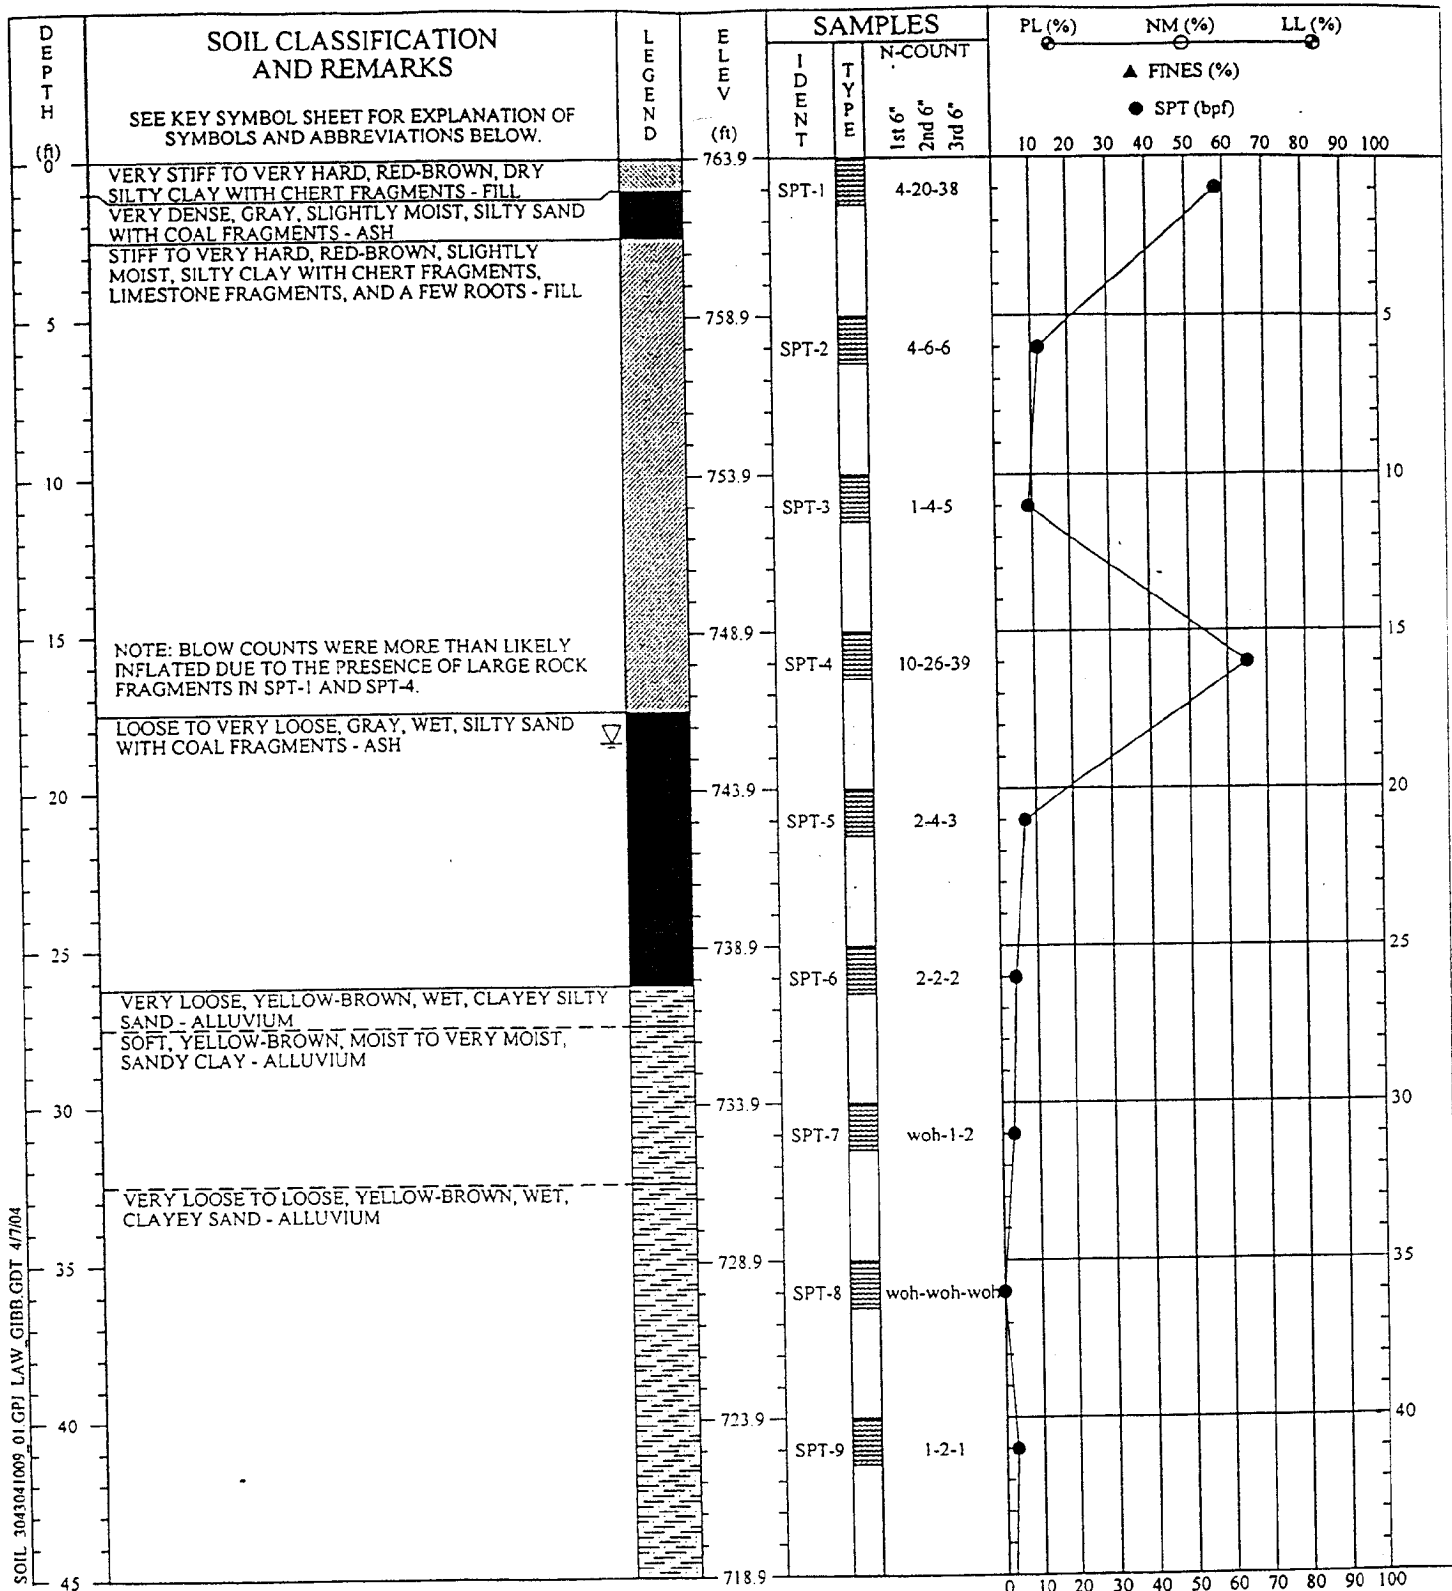 DEPTH
(ft)
SOIL CLASSIFICATION
AND REMARKS
SEE KEY SYMBOL SHEET FOR EXPLANATION OF
SYMBOLS AND ABBREVIATIONS BELOW.
LEGEND
ELEV
(ft)
SAMPLES
IDENT
TYPE
N-COUNT
1st 6"
2nd 6"
3rd 6"
PL (%) NM (%) LL (%)
▲ FINES (%)
● SPT (bpf)
10 20 30 40 50 60 70 80 90 100
0
VERY STIFF TO VERY HARD, RED-BROWN, DRY
SILTY CLAY WITH CHERT FRAGMENTS - FILL
763.9
SPT-1 4-20-38
VERY DENSE, GRAY, SLIGHTLY MOIST, SILTY SAND
WITH COAL FRAGMENTS - ASH
STIFF TO VERY HARD, RED-BROWN, SLIGHTLY
MOIST, SILTY CLAY WITH CHERT FRAGMENTS,
LIMESTONE FRAGMENTS, AND A FEW ROOTS - FILL
5 758.9 5
SPT-2 4-6-6
10 753.9 10
SPT-3 1-4-5
15 748.9 15
NOTE: BLOW COUNTS WERE MORE THAN LIKELY
INFLATED DUE TO THE PRESENCE OF LARGE ROCK
FRAGMENTS IN SPT-1 AND SPT-4.
SPT-4 10-26-39
LOOSE TO VERY LOOSE, GRAY, WET, SILTY SAND
WITH COAL FRAGMENTS - ASH
20 743.9 20
SPT-5 2-4-3
25 738.9 25
SPT-6 2-2-2
VERY LOOSE, YELLOW-BROWN, WET, CLAYEY SILTY
SAND - ALLUVIUM
SOFT, YELLOW-BROWN, MOIST TO VERY MOIST,
SANDY CLAY - ALLUVIUM
30 733.9 30
SPT-7 woh-1-2
VERY LOOSE TO LOOSE, YELLOW-BROWN, WET,
CLAYEY SAND - ALLUVIUM
35 728.9 35
SPT-8 woh-woh-woh
40 723.9 40
SPT-9 1-2-1
45 718.9
0 10 20 30 40 50 60 70 80 90 100
SOIL 3043041009_01.GPJ LAW_GIBB.GDT 4/7/04